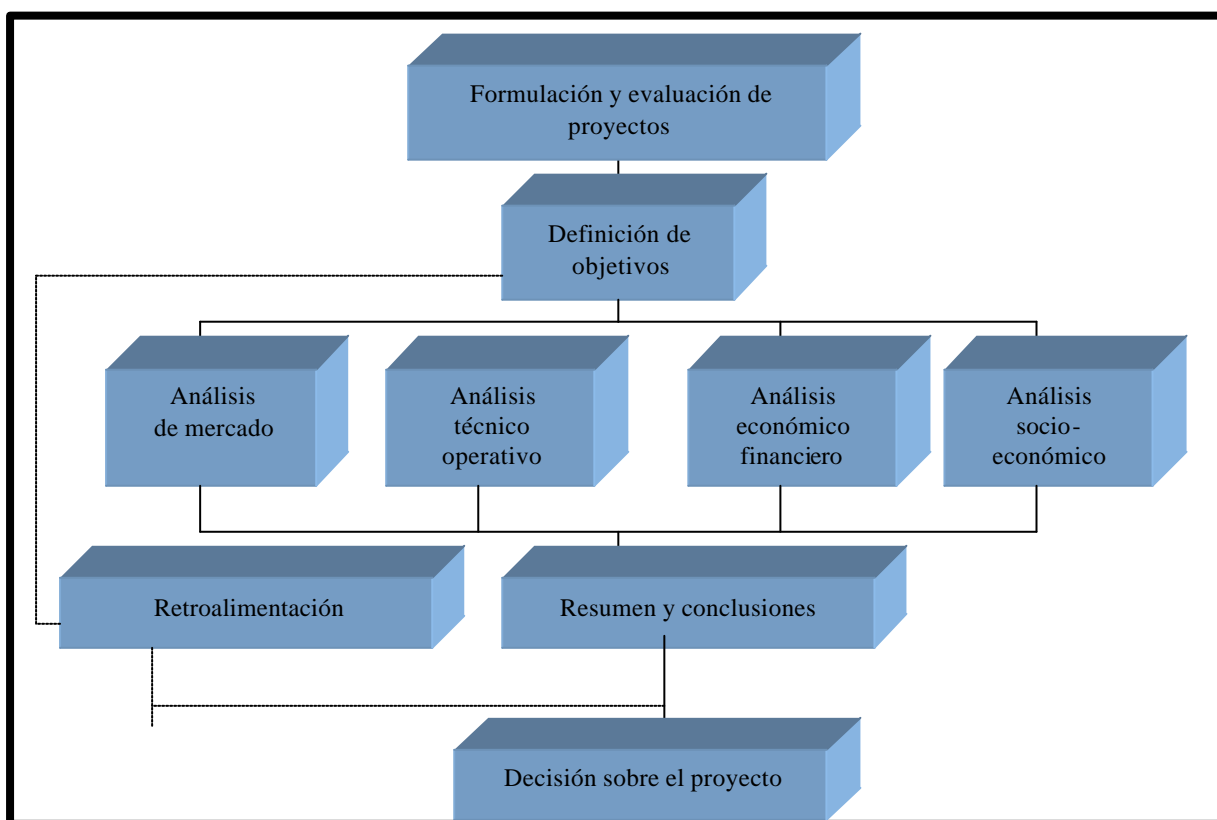 Formulación y evaluación de
proyectos
Definición de
objetivos
Análisis
de mercado
Análisis
técnico
operativo
Análisis
económico
financiero
Análisis
socio-
económico
Retroalimentación
Resumen y conclusiones
Decisión sobre el proyecto